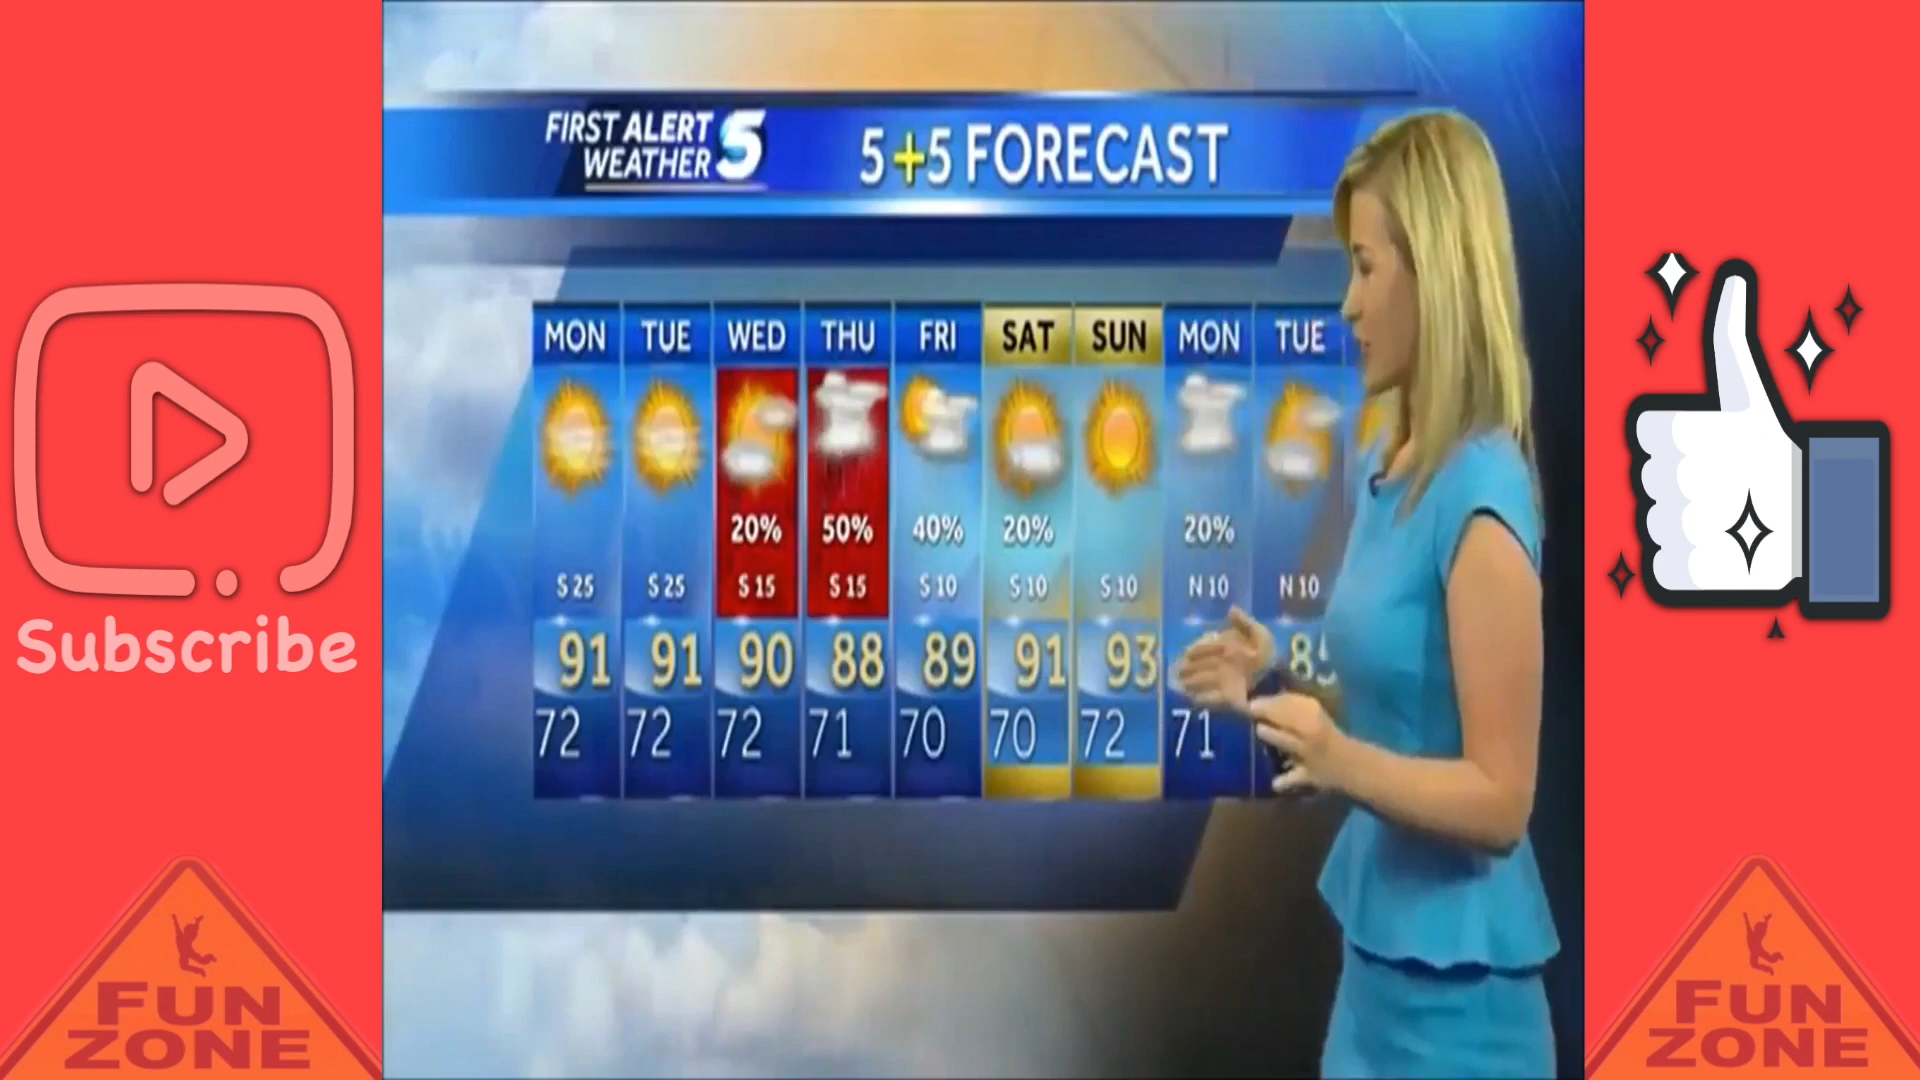 FIRST ALERT
WEATHER 5
5+5 FORECAST
MON TUE WED THU FRI SAT SUN MON TUE
20% 50% 40% 20% 20%
S 25 S 25 S 15 S 15 S 10 S 10 S 10 N 10 N 10
91 91 90 88 89 91 93 85
72 72 72 71 70 70 72 71
Subscribe
FUN
ZONE
FUN
ZONE